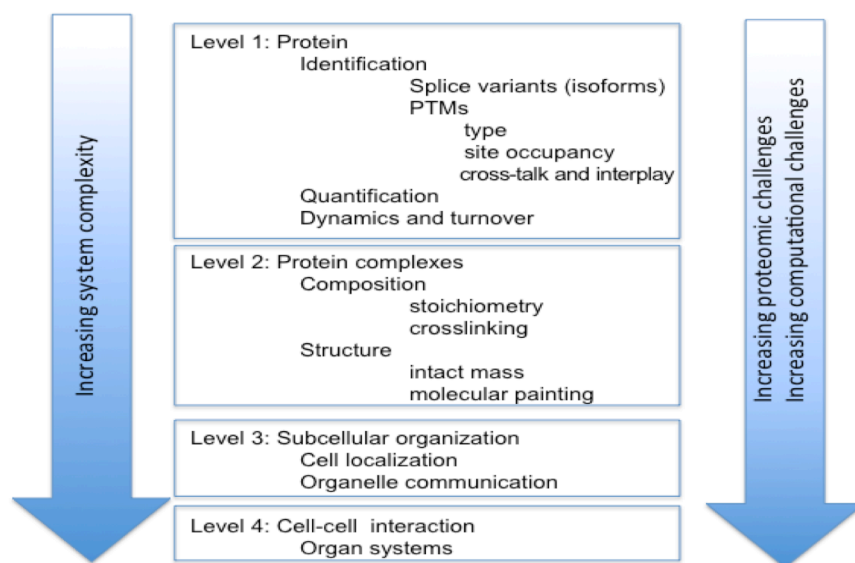 Increasing system complexity
Level 1: Protein
Identification
Splice variants (isoforms)
PTMs
type
site occupancy
cross-talk and interplay
Quantification
Dynamics and turnover
Level 2: Protein complexes
Composition
stoichiometry
crosslinking
Structure
intact mass
molecular painting
Level 3: Subcellular organization
Cell localization
Organelle communication
Level 4: Cell-cell interaction
Organ systems
Increasing proteomic challenges
Increasing computational challenges